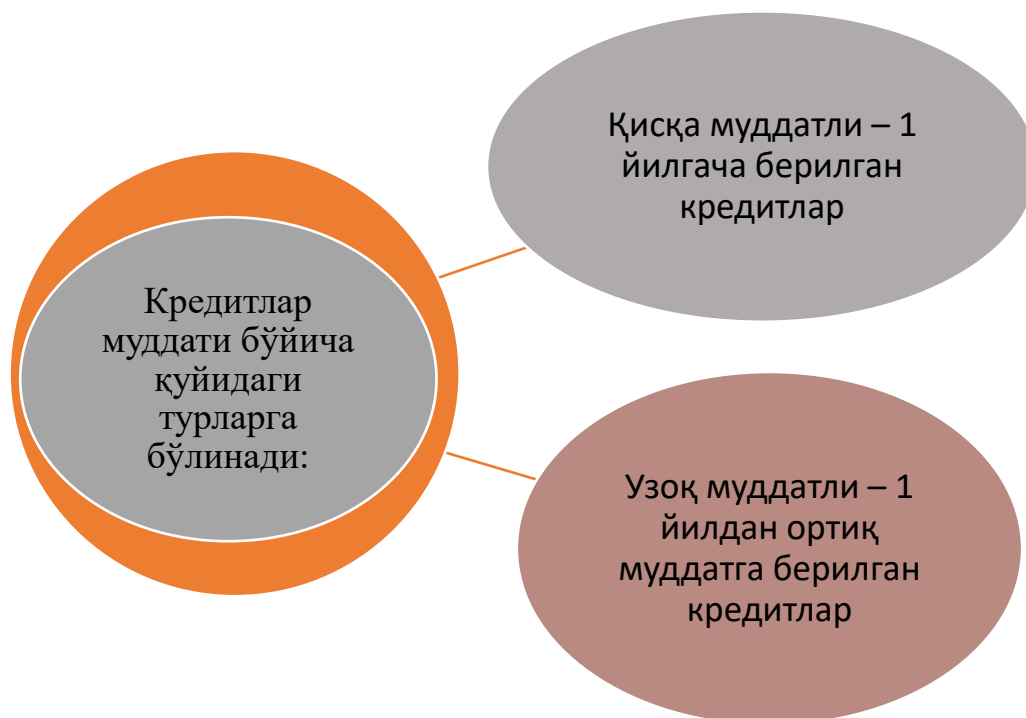 Кредитлар
муддати бўйича
қуйидаги
турларга
бўлинади:
Қисқа муддатли – 1
йилгача берилган
кредитлар
Узоқ муддатли – 1
йилдан ортиқ
муддатга берилган
кредитлар